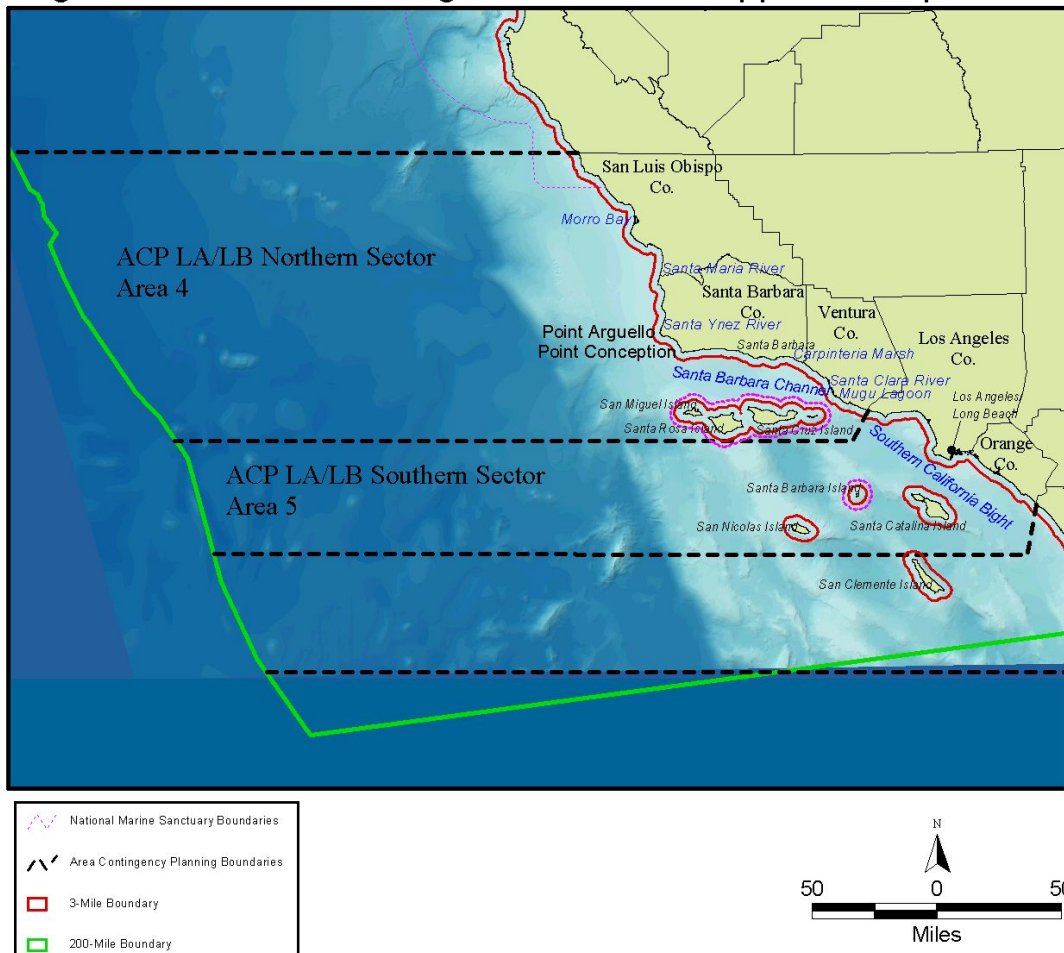 San Luis Obispo
Co.
Morro Bay
ACP LA/LB Northern Sector
Area 4
Santa Maria River
Santa Barbara
Co.
Ventura
Co.
Santa Ynez River
Point Arguello
Point Conception
Santa Barbara
Carpinteria Marsh
Los Angeles
Co.
Santa Barbara Channel
Santa Clara River
Mugu Lagoon
San Miguel Island
Santa Rosa Island
Santa Cruz Island
Los Angeles
Long Beach
Orange
Co.
Southern California Bight
ACP LA/LB Southern Sector
Area 5
Santa Barbara Island
San Nicolas Island
Santa Catalina Island
San Clemente Island
National Marine Sanctuary Boundaries
Area Contingency Planning Boundaries
3-Mile Boundary
200-Mile Boundary
N
50 0 50
Miles